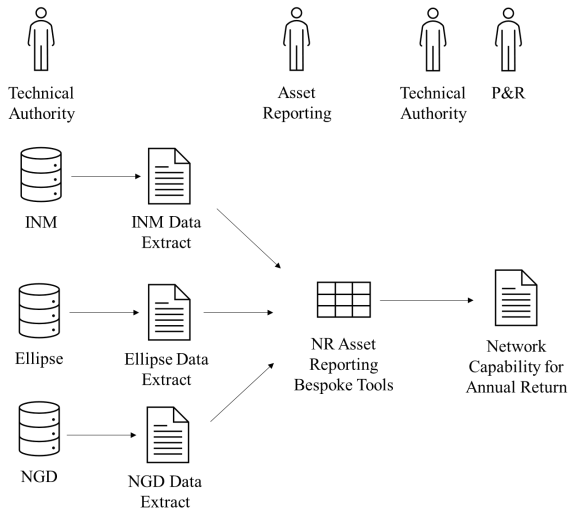 Technical
Authority
Asset
Reporting
Technical
Authority
P&R
INM
INM Data
Extract
Ellipse
Ellipse Data
Extract
NR Asset
Reporting
Bespoke Tools
Network
Capability for
Annual Return
NGD
NGD Data
Extract